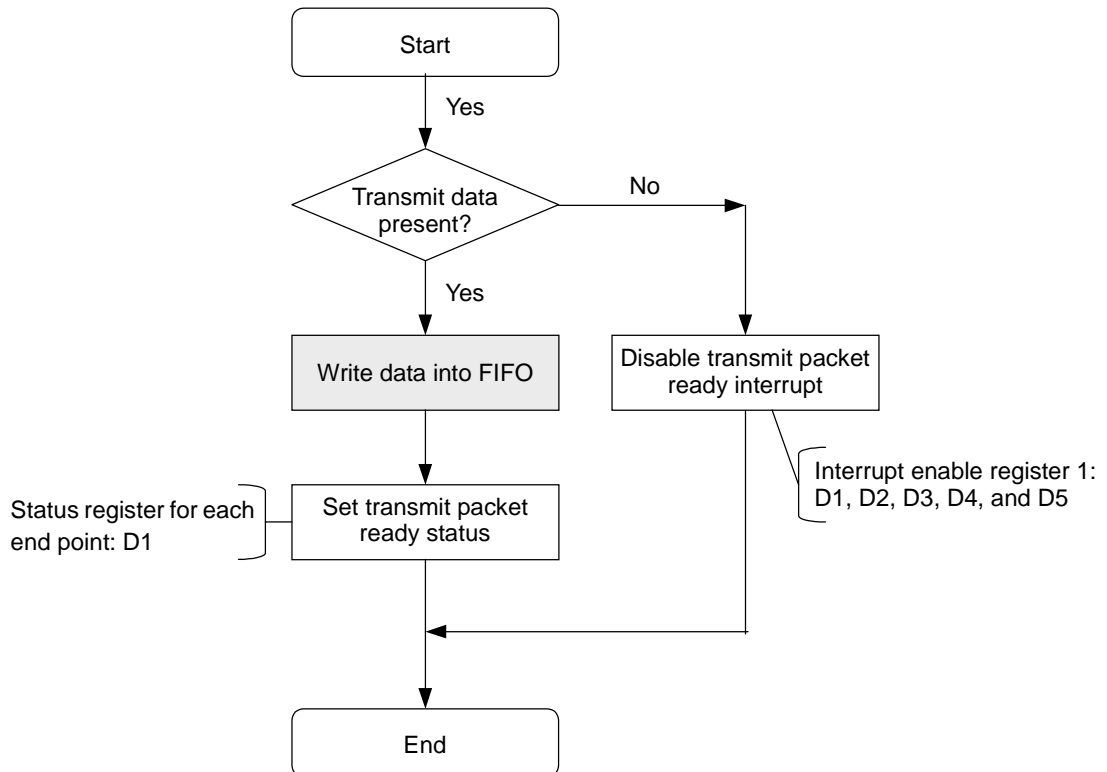 Start
Yes
Transmit data
present?
No
Yes
Write data into FIFO
Disable transmit packet
ready interrupt
Interrupt enable register 1:
D1, D2, D3, D4, and D5
Status register for each
end point: D1
Set transmit packet
ready status
End